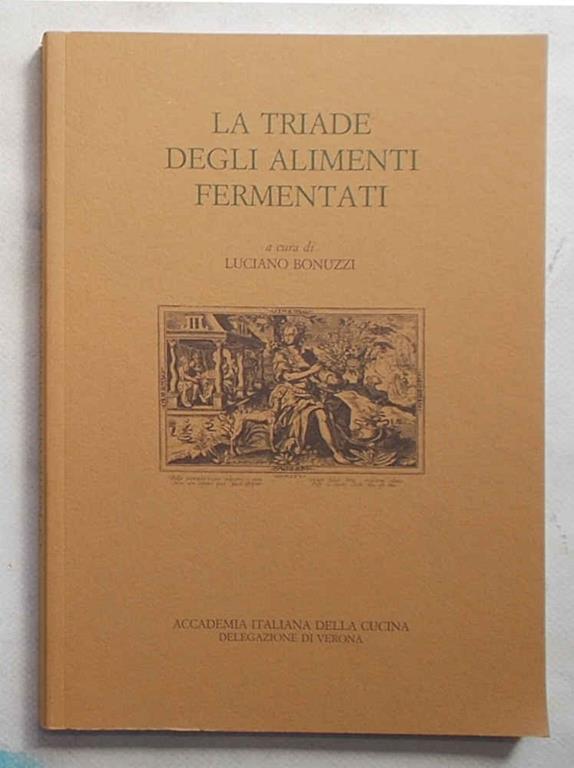 LA TRIADE
DEGLI ALIMENTI
FERMENTATI
a cura di
LUCIANO BONUZZI
ACCADEMIA ITALIANA DELLA CUCINA
DELEGAZIONE DI VERONA